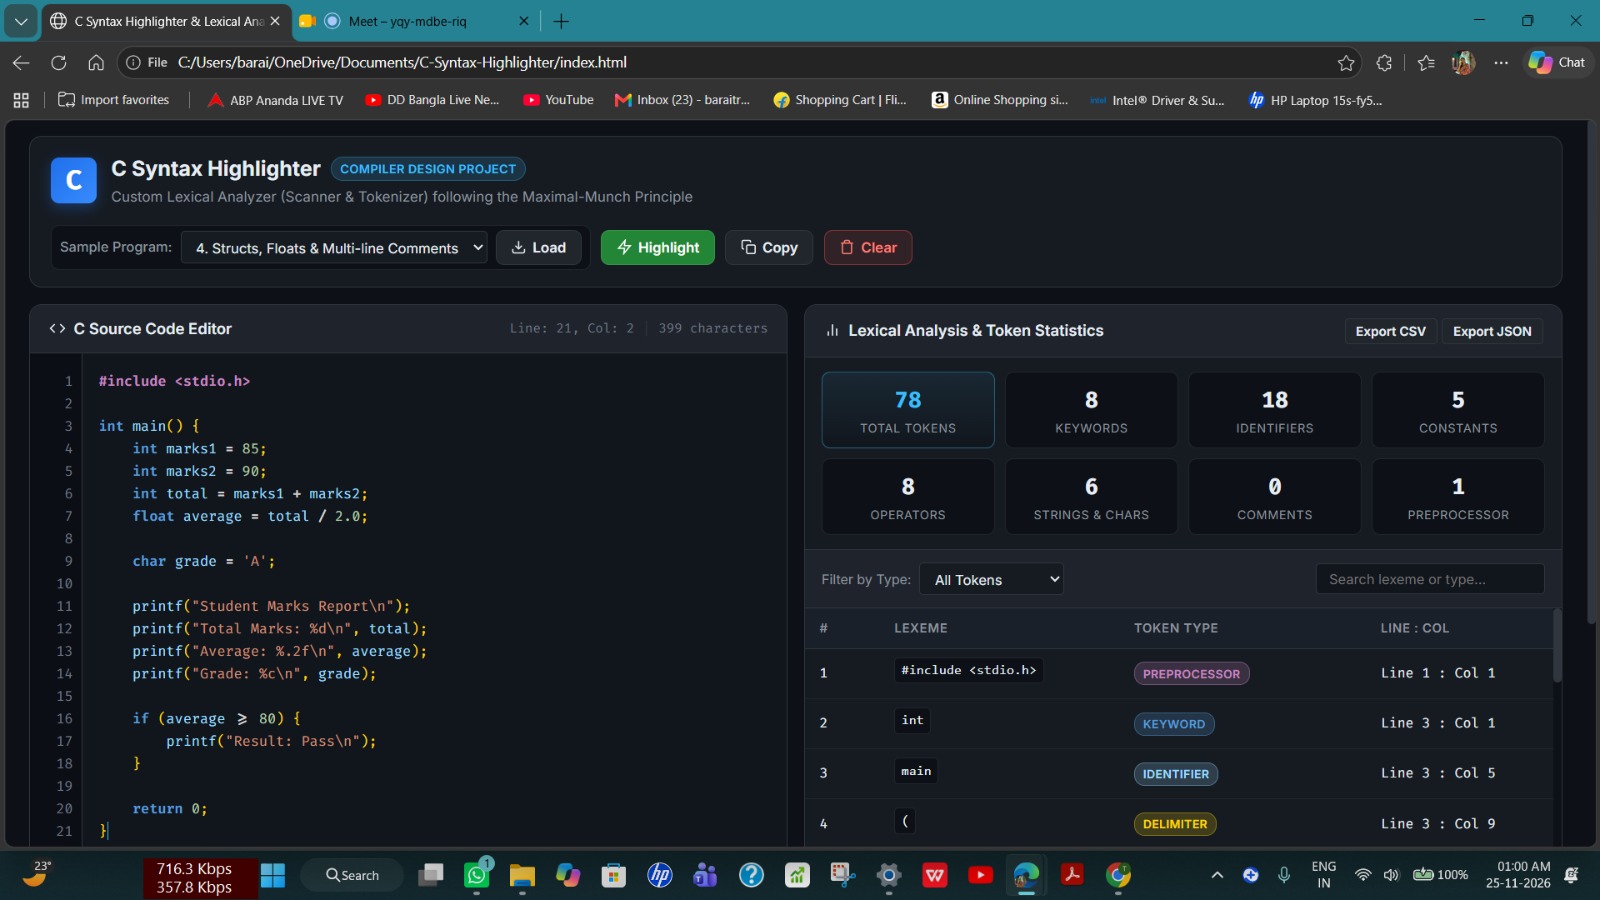 C Syntax Highlighter & Lexical Ana
Meet – yqy-mdbe-riq
File C:/Users/barai/OneDrive/Documents/C-Syntax-Highlighter/index.html
Chat
Import favorites
ABP Ananda LIVE TV
DD Bangla Live Ne...
YouTube
Inbox (23) - baraitr...
Shopping Cart | Fli...
a Online Shopping si...
intel Intel® Driver & Su...
hp HP Laptop 15s-fy5...
C
C Syntax Highlighter COMPILER DESIGN PROJECT
Custom Lexical Analyzer (Scanner & Tokenizer) following the Maximal-Munch Principle
Sample Program: 4. Structs, Floats & Multi-line Comments Load Highlight Copy Clear
<> C Source Code Editor Line: 21, Col: 2 399 characters
1 #include <stdio.h>
2
3 int main() {
4 int marks1 = 85;
5 int marks2 = 90;
6 int total = marks1 + marks2;
7 float average = total / 2.0;
8
9 char grade = 'A';
10
11 printf("Student Marks Report\n");
12 printf("Total Marks: %d\n", total);
13 printf("Average: %.2f\n", average);
14 printf("Grade: %c\n", grade);
15
16 if (average ⩾ 80) {
17 printf("Result: Pass\n");
18 }
19
20 return 0;
21 }
Lexical Analysis & Token Statistics Export CSV Export JSON
78 TOTAL TOKENS
8 KEYWORDS
18 IDENTIFIERS
5 CONSTANTS
8 OPERATORS
6 STRINGS & CHARS
0 COMMENTS
1 PREPROCESSOR
Filter by Type: All Tokens Search lexeme or type...
# LEXEME TOKEN TYPE LINE : COL
1 #include <stdio.h> PREPROCESSOR Line 1 : Col 1
2 int KEYWORD Line 3 : Col 1
3 main IDENTIFIER Line 3 : Col 5
4 ( DELIMITER Line 3 : Col 9
23°
716.3 Kbps
357.8 Kbps
Search
1
hp
ENG
IN
100%
01:00 AM
25-11-2026